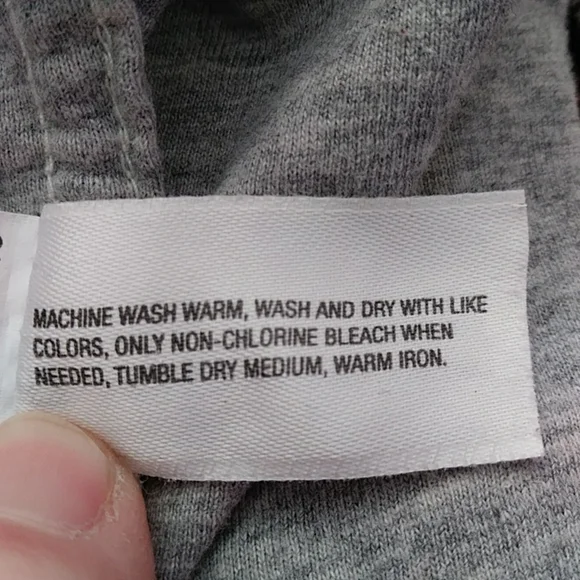 MACHINE WASH WARM, WASH AND DRY WITH LIKE
COLORS, ONLY NON-CHLORINE BLEACH WHEN
NEEDED, TUMBLE DRY MEDIUM, WARM IRON.